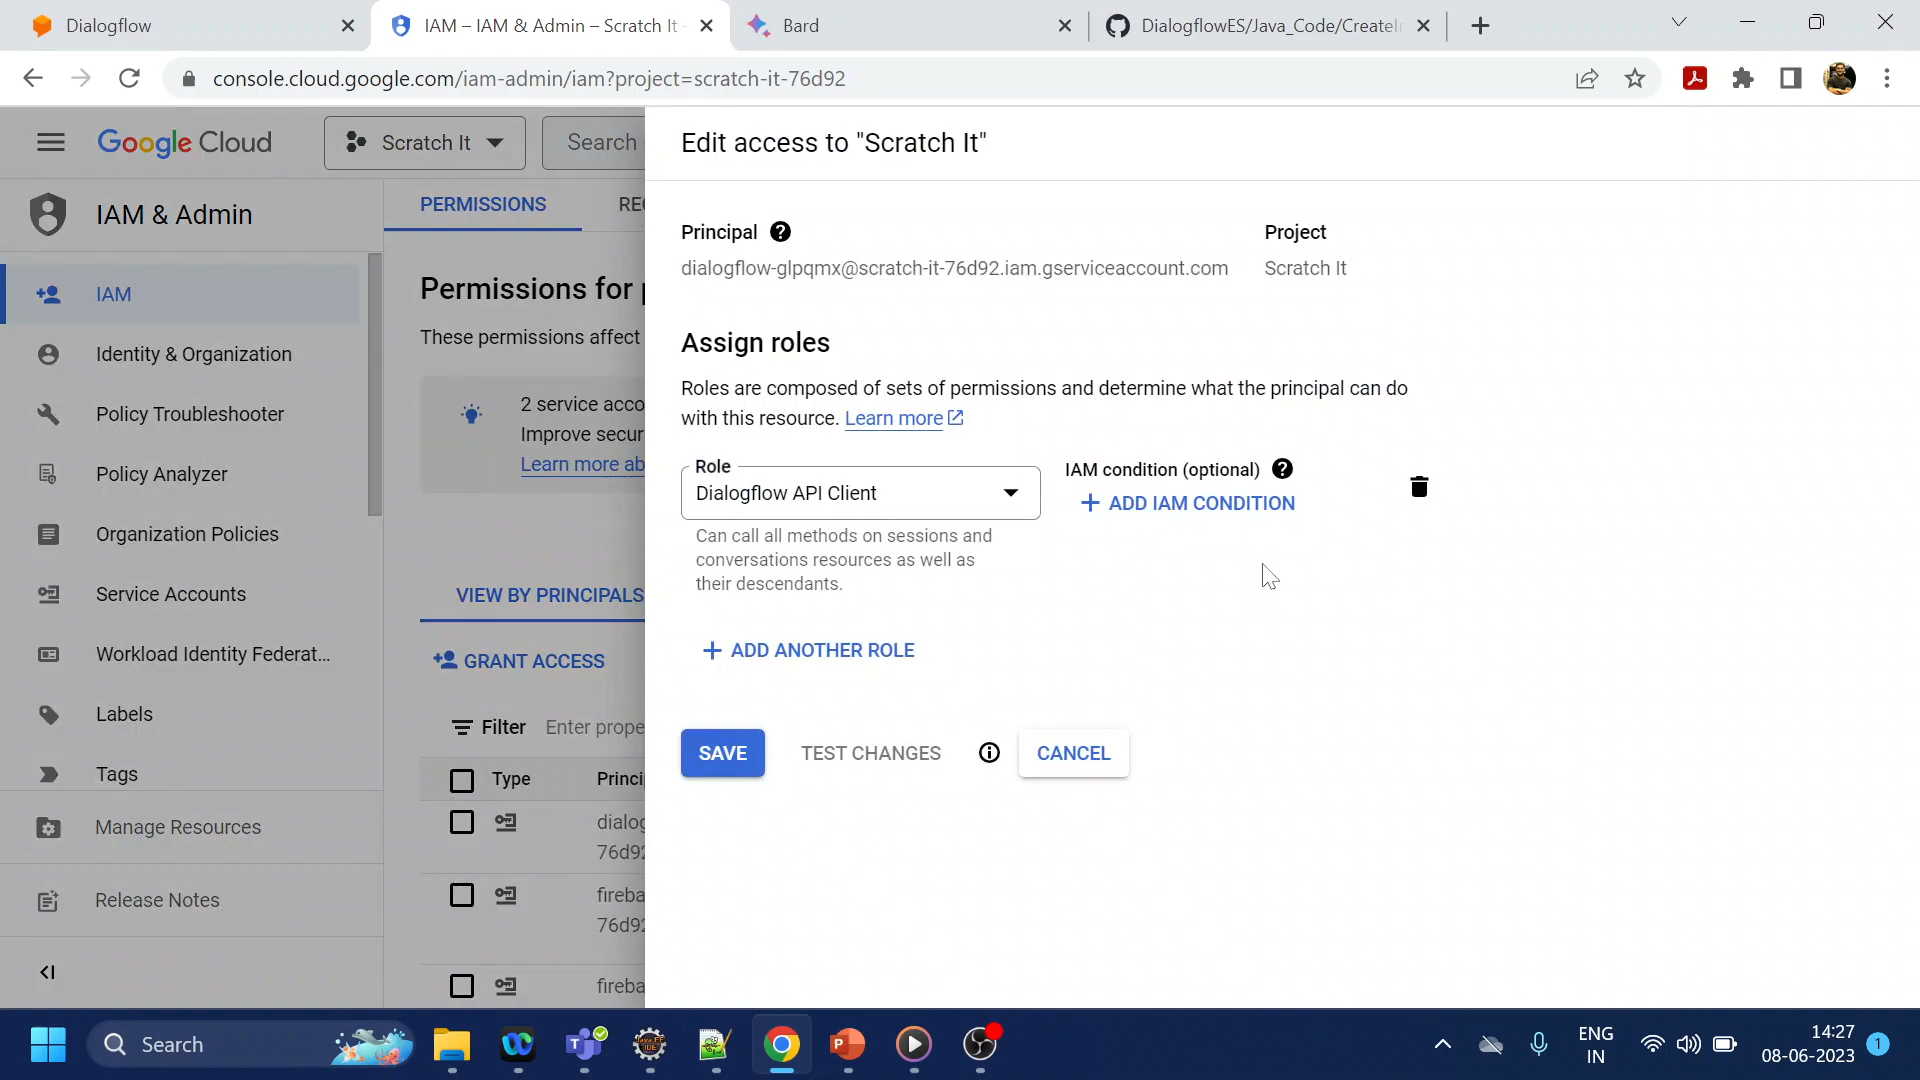 Dialogflow
IAM – IAM & Admin – Scratch It -
Bard
DialogflowES/Java_Code/CreateIn
console.cloud.google.com/iam-admin/iam?project=scratch-it-76d92
Google Cloud
Scratch It
Search
IAM & Admin
IAM
Identity & Organization
Policy Troubleshooter
Policy Analyzer
Organization Policies
Service Accounts
Workload Identity Federat...
Labels
Tags
Manage Resources
Release Notes
PERMISSIONS
REC
Permissions for p
These permissions affect
2 service acco
Improve secur
Learn more ab
VIEW BY PRINCIPALS
GRANT ACCESS
Filter Enter prope
Type Princi
dialog
76d92
fireba
76d92
fireba
Edit access to "Scratch It"
Principal
dialogflow-glpqmx@scratch-it-76d92.iam.gserviceaccount.com
Project
Scratch It
Assign roles
Roles are composed of sets of permissions and determine what the principal can do
with this resource. Learn more
Role
Dialogflow API Client
Can call all methods on sessions and
conversations resources as well as
their descendants.
IAM condition (optional)
ADD IAM CONDITION
ADD ANOTHER ROLE
SAVE
TEST CHANGES
CANCEL
Search
ENG
IN
14:27
08-06-2023
1